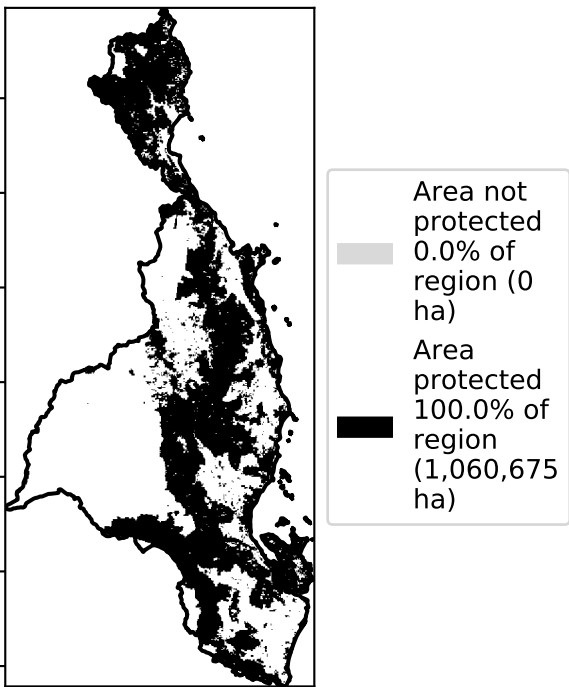 Area not
protected
0.0% of
region (0
ha)
Area
protected
100.0% of
region
(1,060,675
ha)